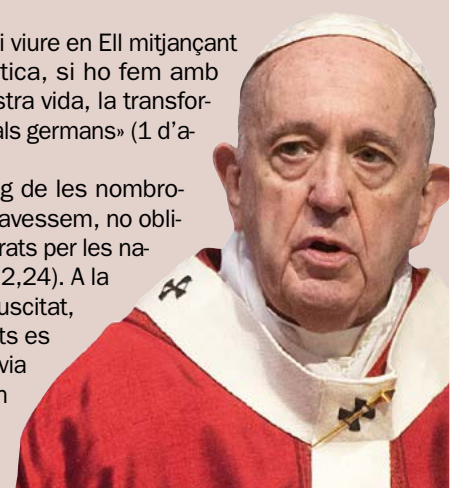 i viure en Ell mitjançant
tica, si ho fem amb
stra vida, la transfor-
als germans» (1 d'a-
g de les nombro-
avessem, no obli-
rats per les na-
2,24). A la
uscitat,
ts es
via